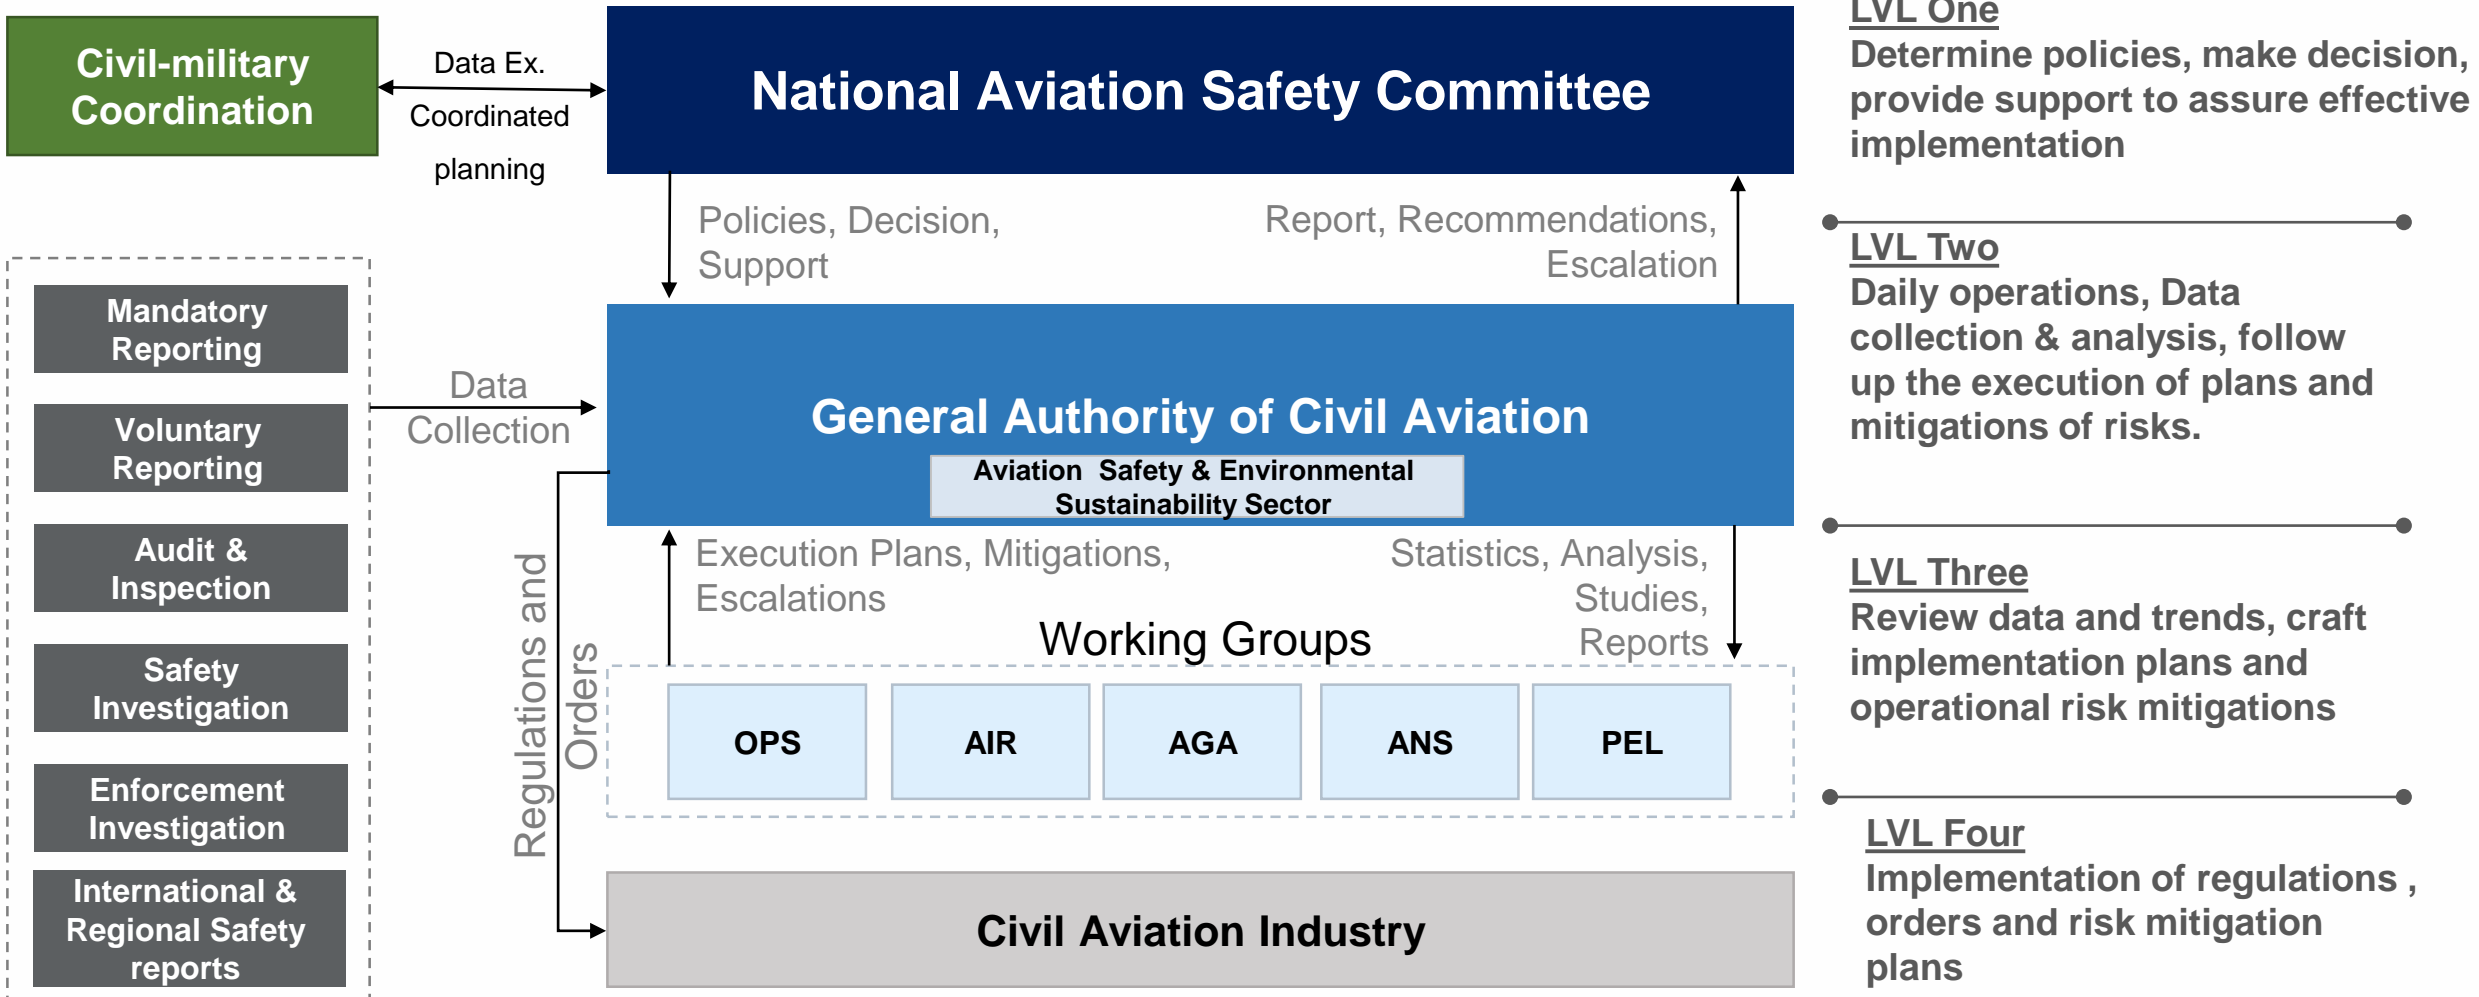 Civil-military
Coordination
Data Ex.
Coordinated
planning
National Aviation Safety Committee
LVL One
Determine policies, make decision,
provide support to assure effective
implementation
Policies, Decision,
Support
Report, Recommendations,
Escalation
LVL Two
Daily operations, Data
collection & analysis, follow
up the execution of plans and
mitigations of risks.
Mandatory
Reporting
Voluntary
Reporting
Audit &
Inspection
Safety
Investigation
Enforcement
Investigation
International &
Regional Safety
reports
Data
Collection
General Authority of Civil Aviation
Aviation Safety & Environmental
Sustainability Sector
Regulations and
Orders
Execution Plans, Mitigations,
Escalations
Statistics, Analysis,
Studies,
Reports
Working Groups
OPS
AIR
AGA
ANS
PEL
LVL Three
Review data and trends, craft
implementation plans and
operational risk mitigations
Civil Aviation Industry
LVL Four
Implementation of regulations ,
orders and risk mitigation
plans